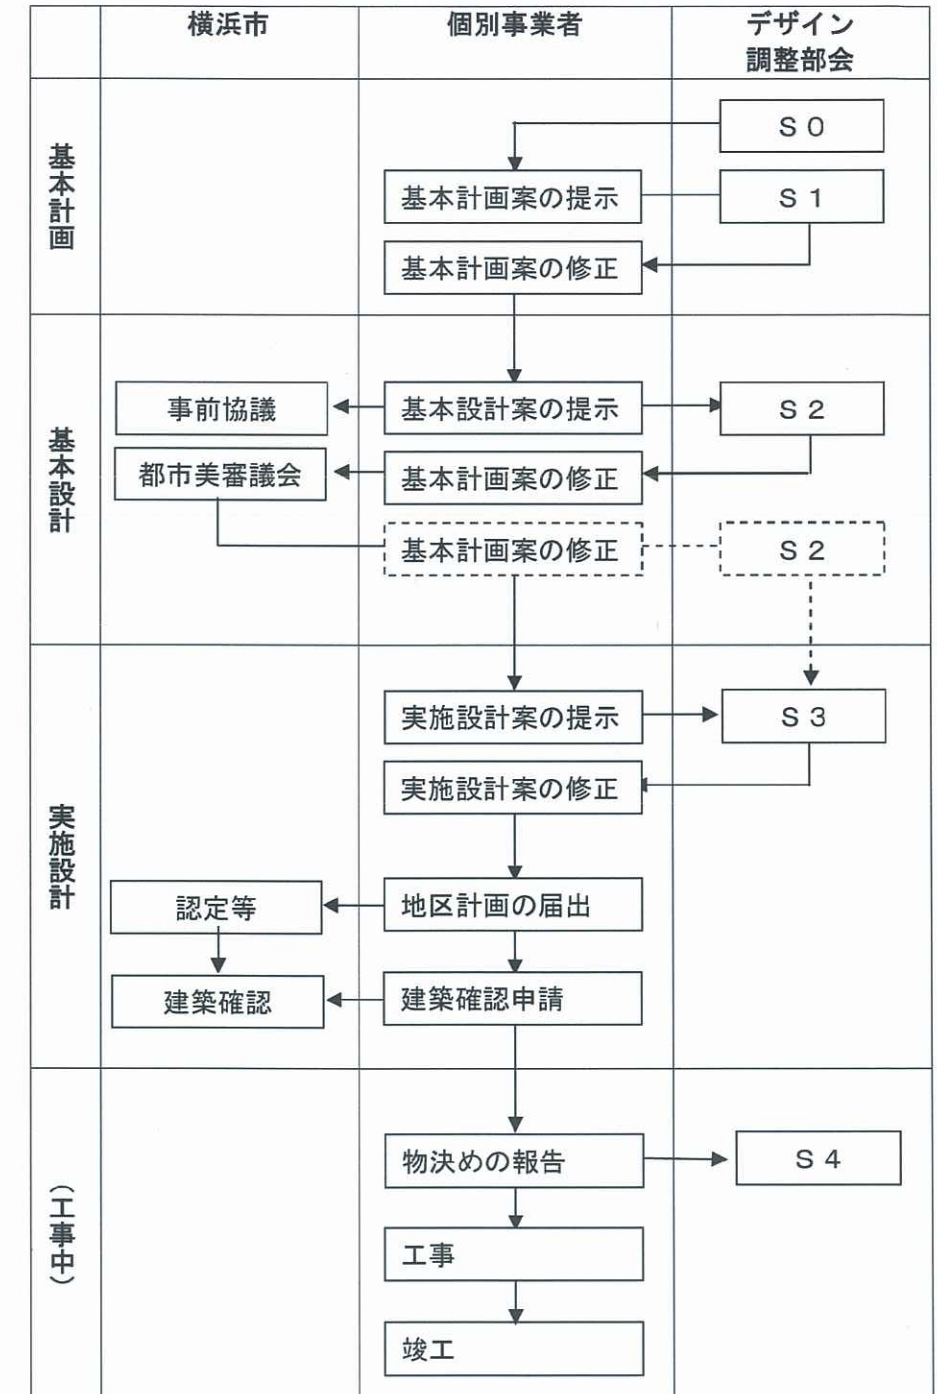 横浜市
個別事業者
デザイン
調整部会
基本計画
S0
基本計画案の提示
S1
基本計画案の修正
基本設計
事前協議
基本設計案の提示
S2
都市美審議会
基本計画案の修正
基本計画案の修正
S2
実施設計
実施設計案の提示
S3
実施設計案の修正
認定等
地区計画の届出
建築確認
建築確認申請
(工事中)
物決めの報告
S4
工事
竣工